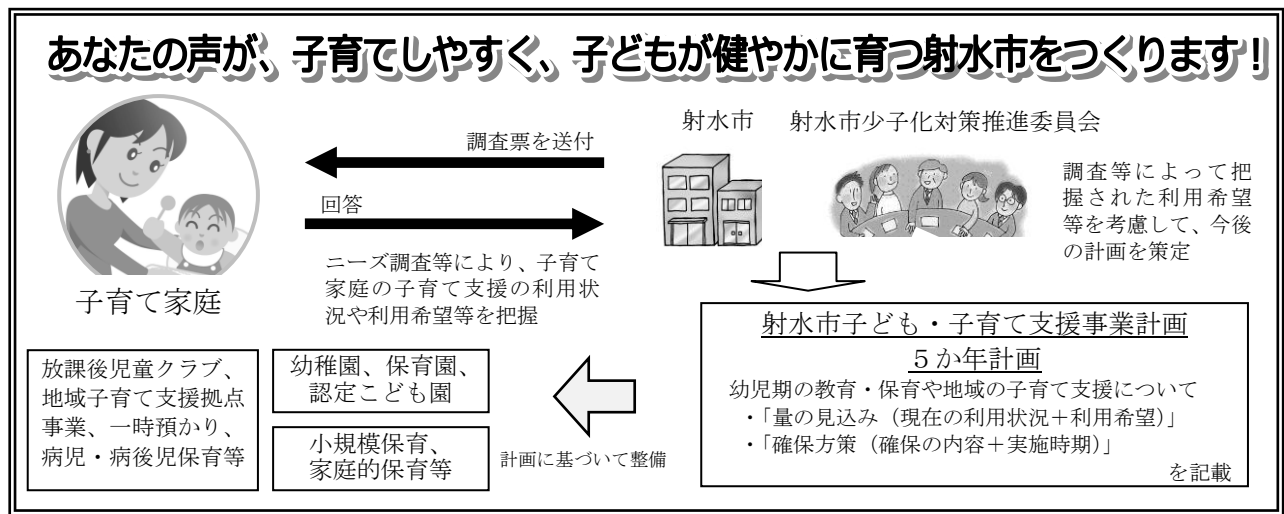 あなたの声が、子育てしやすく、子どもが健やかに育つ射水市をつくります！
射水市
射水市少子化対策推進委員会
調査票を送付
回答
調査等によって把
握された利用希望
等を考慮して、今後
の計画を策定
ニーズ調査等により、子育て
家庭の子育て支援の利用状
況や利用希望等を把握
子育て家庭
射水市子ども・子育て支援事業計画
５か年計画
幼児期の教育・保育や地域の子育て支援について
・「量の見込み（現在の利用状況＋利用希望）」
・「確保方策（確保の内容＋実施時期）」
を記載
計画に基づいて整備
幼稚園、保育園、
認定こども園
小規模保育、
家庭的保育等
放課後児童クラブ、
地域子育て支援拠点
事業、一時預かり、
病児・病後児保育等